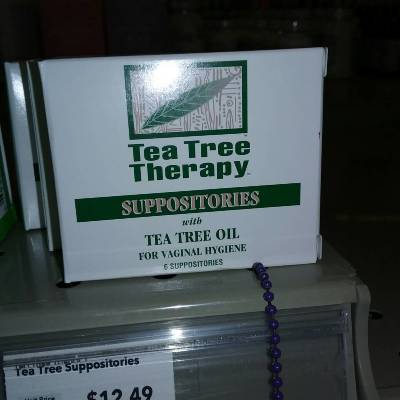 Tea Tree
Therapy
SUPPOSITORIES
with
TEA TREE OIL
FOR VAGINAL HYGIENE
6 SUPPOSITORIES
Tea Tree Suppositories
$12.49